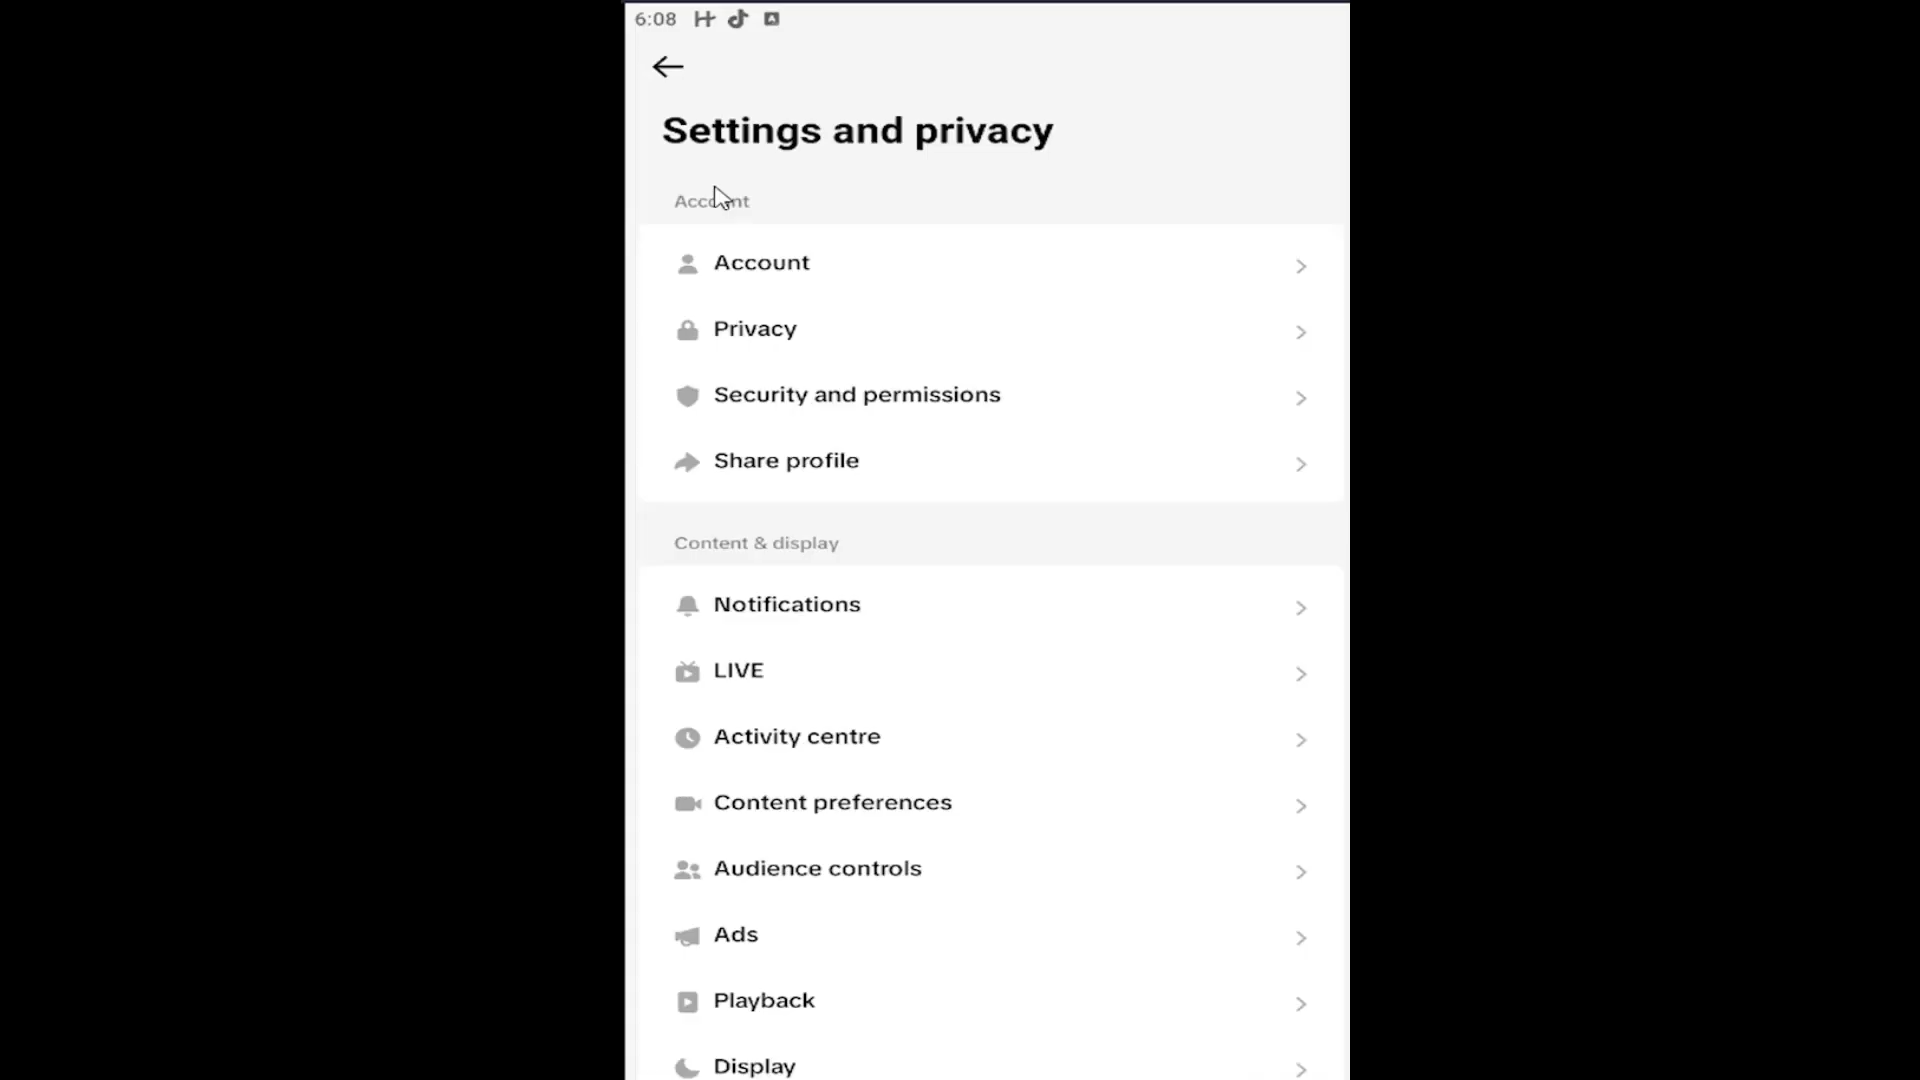 6:08
Settings and privacy
Account
Account
Privacy
Security and permissions
Share profile
Content & display
Notifications
LIVE
Activity centre
Content preferences
Audience controls
Ads
Playback
Display